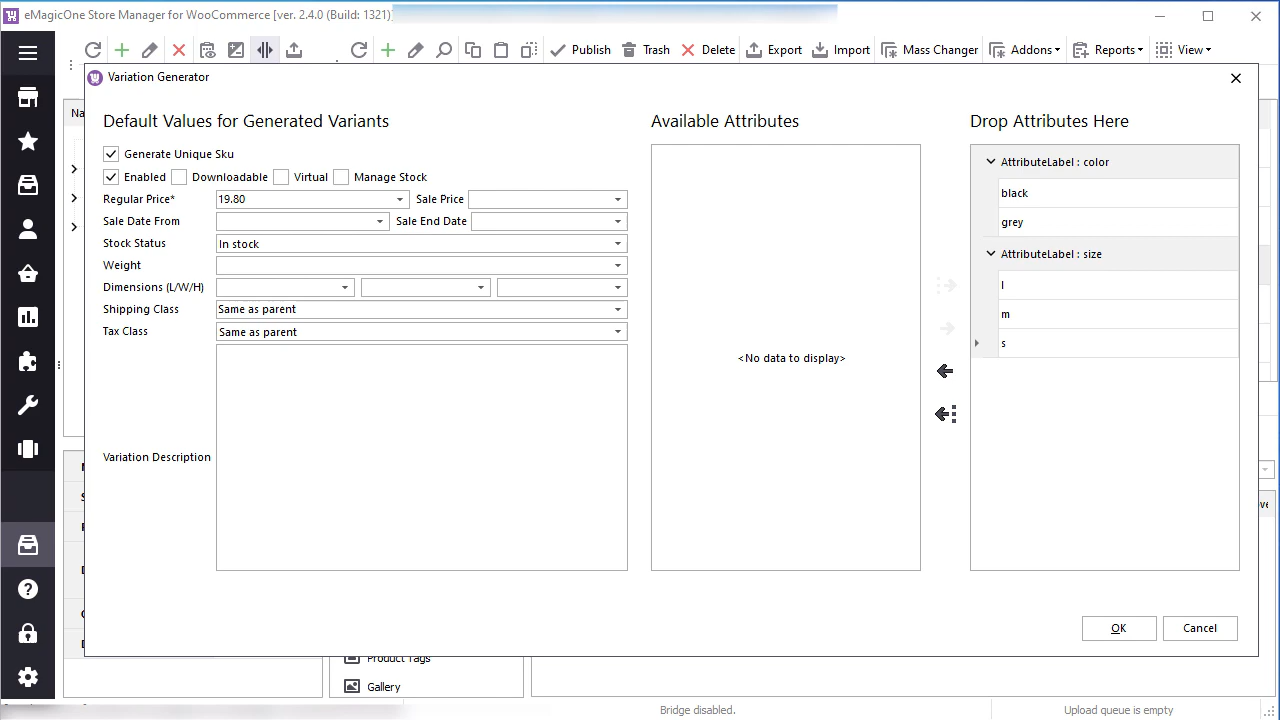 eMagicOne Store Manager for WooCommerce [ver. 2.4.0 (Build: 1321)]
Publish Trash Delete Export Import Mass Changer Addons Reports View
Variation Generator
Na
Default Values for Generated Variants
Generate Unique Sku
Enabled Downloadable Virtual Manage Stock
Regular Price* 19.80 Sale Price
Sale Date From Sale End Date
Stock Status In stock
Weight
Dimensions (L/W/H)
Shipping Class Same as parent
Tax Class Same as parent
Variation Description
Available Attributes
<No data to display>
Drop Attributes Here
AttributeLabel : color
black
grey
AttributeLabel : size
l
m
s
OK Cancel
Product Tags
Gallery
Bridge disabled. Upload queue is empty